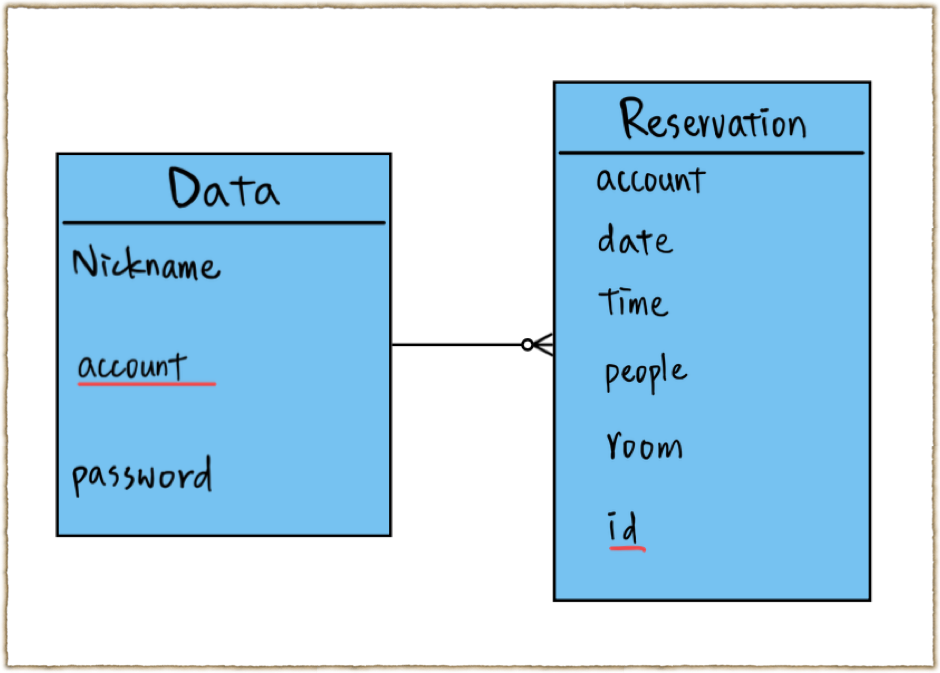 Data
Nickname
account
password
Reservation
account
date
time
people
room
id